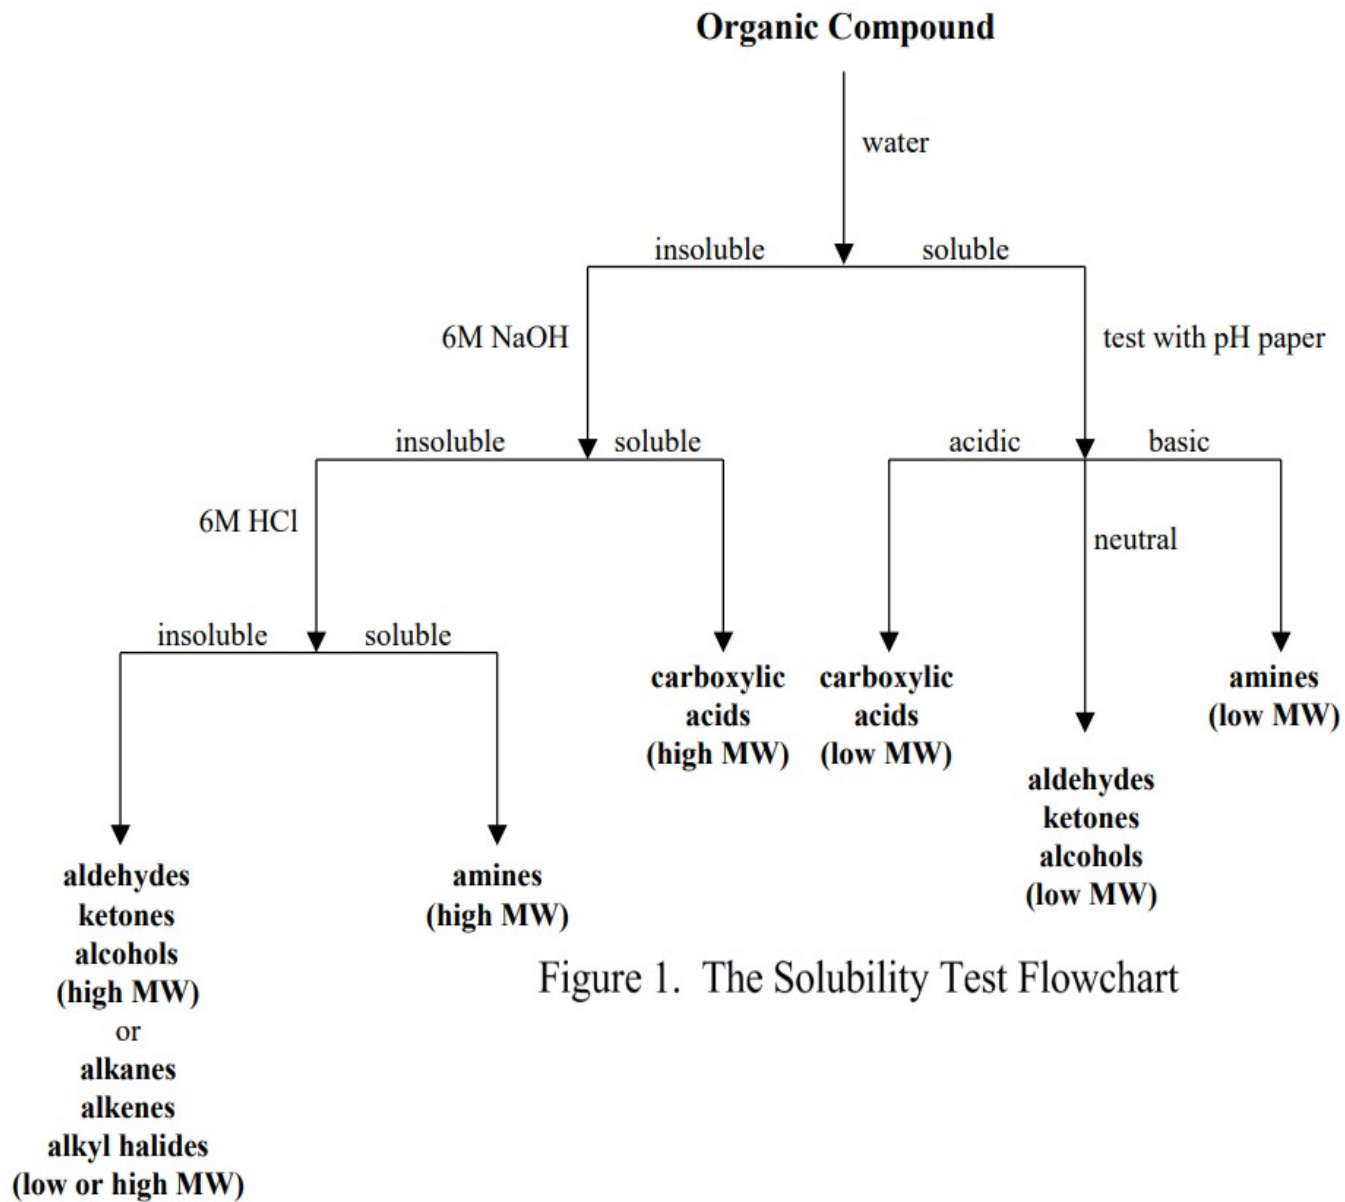 Organic Compound
water
insoluble
soluble
6M NaOH
test with pH paper
insoluble
soluble
acidic
basic
6M HCl
neutral
insoluble
soluble
carboxylic
acids
(high MW)
carboxylic
acids
(low MW)
amines
(low MW)
aldehydes
ketones
alcohols
(low MW)
aldehydes
ketones
alcohols
(high MW)
or
alkanes
alkenes
alkyl halides
(low or high MW)
amines
(high MW)
Figure 1. The Solubility Test Flowchart